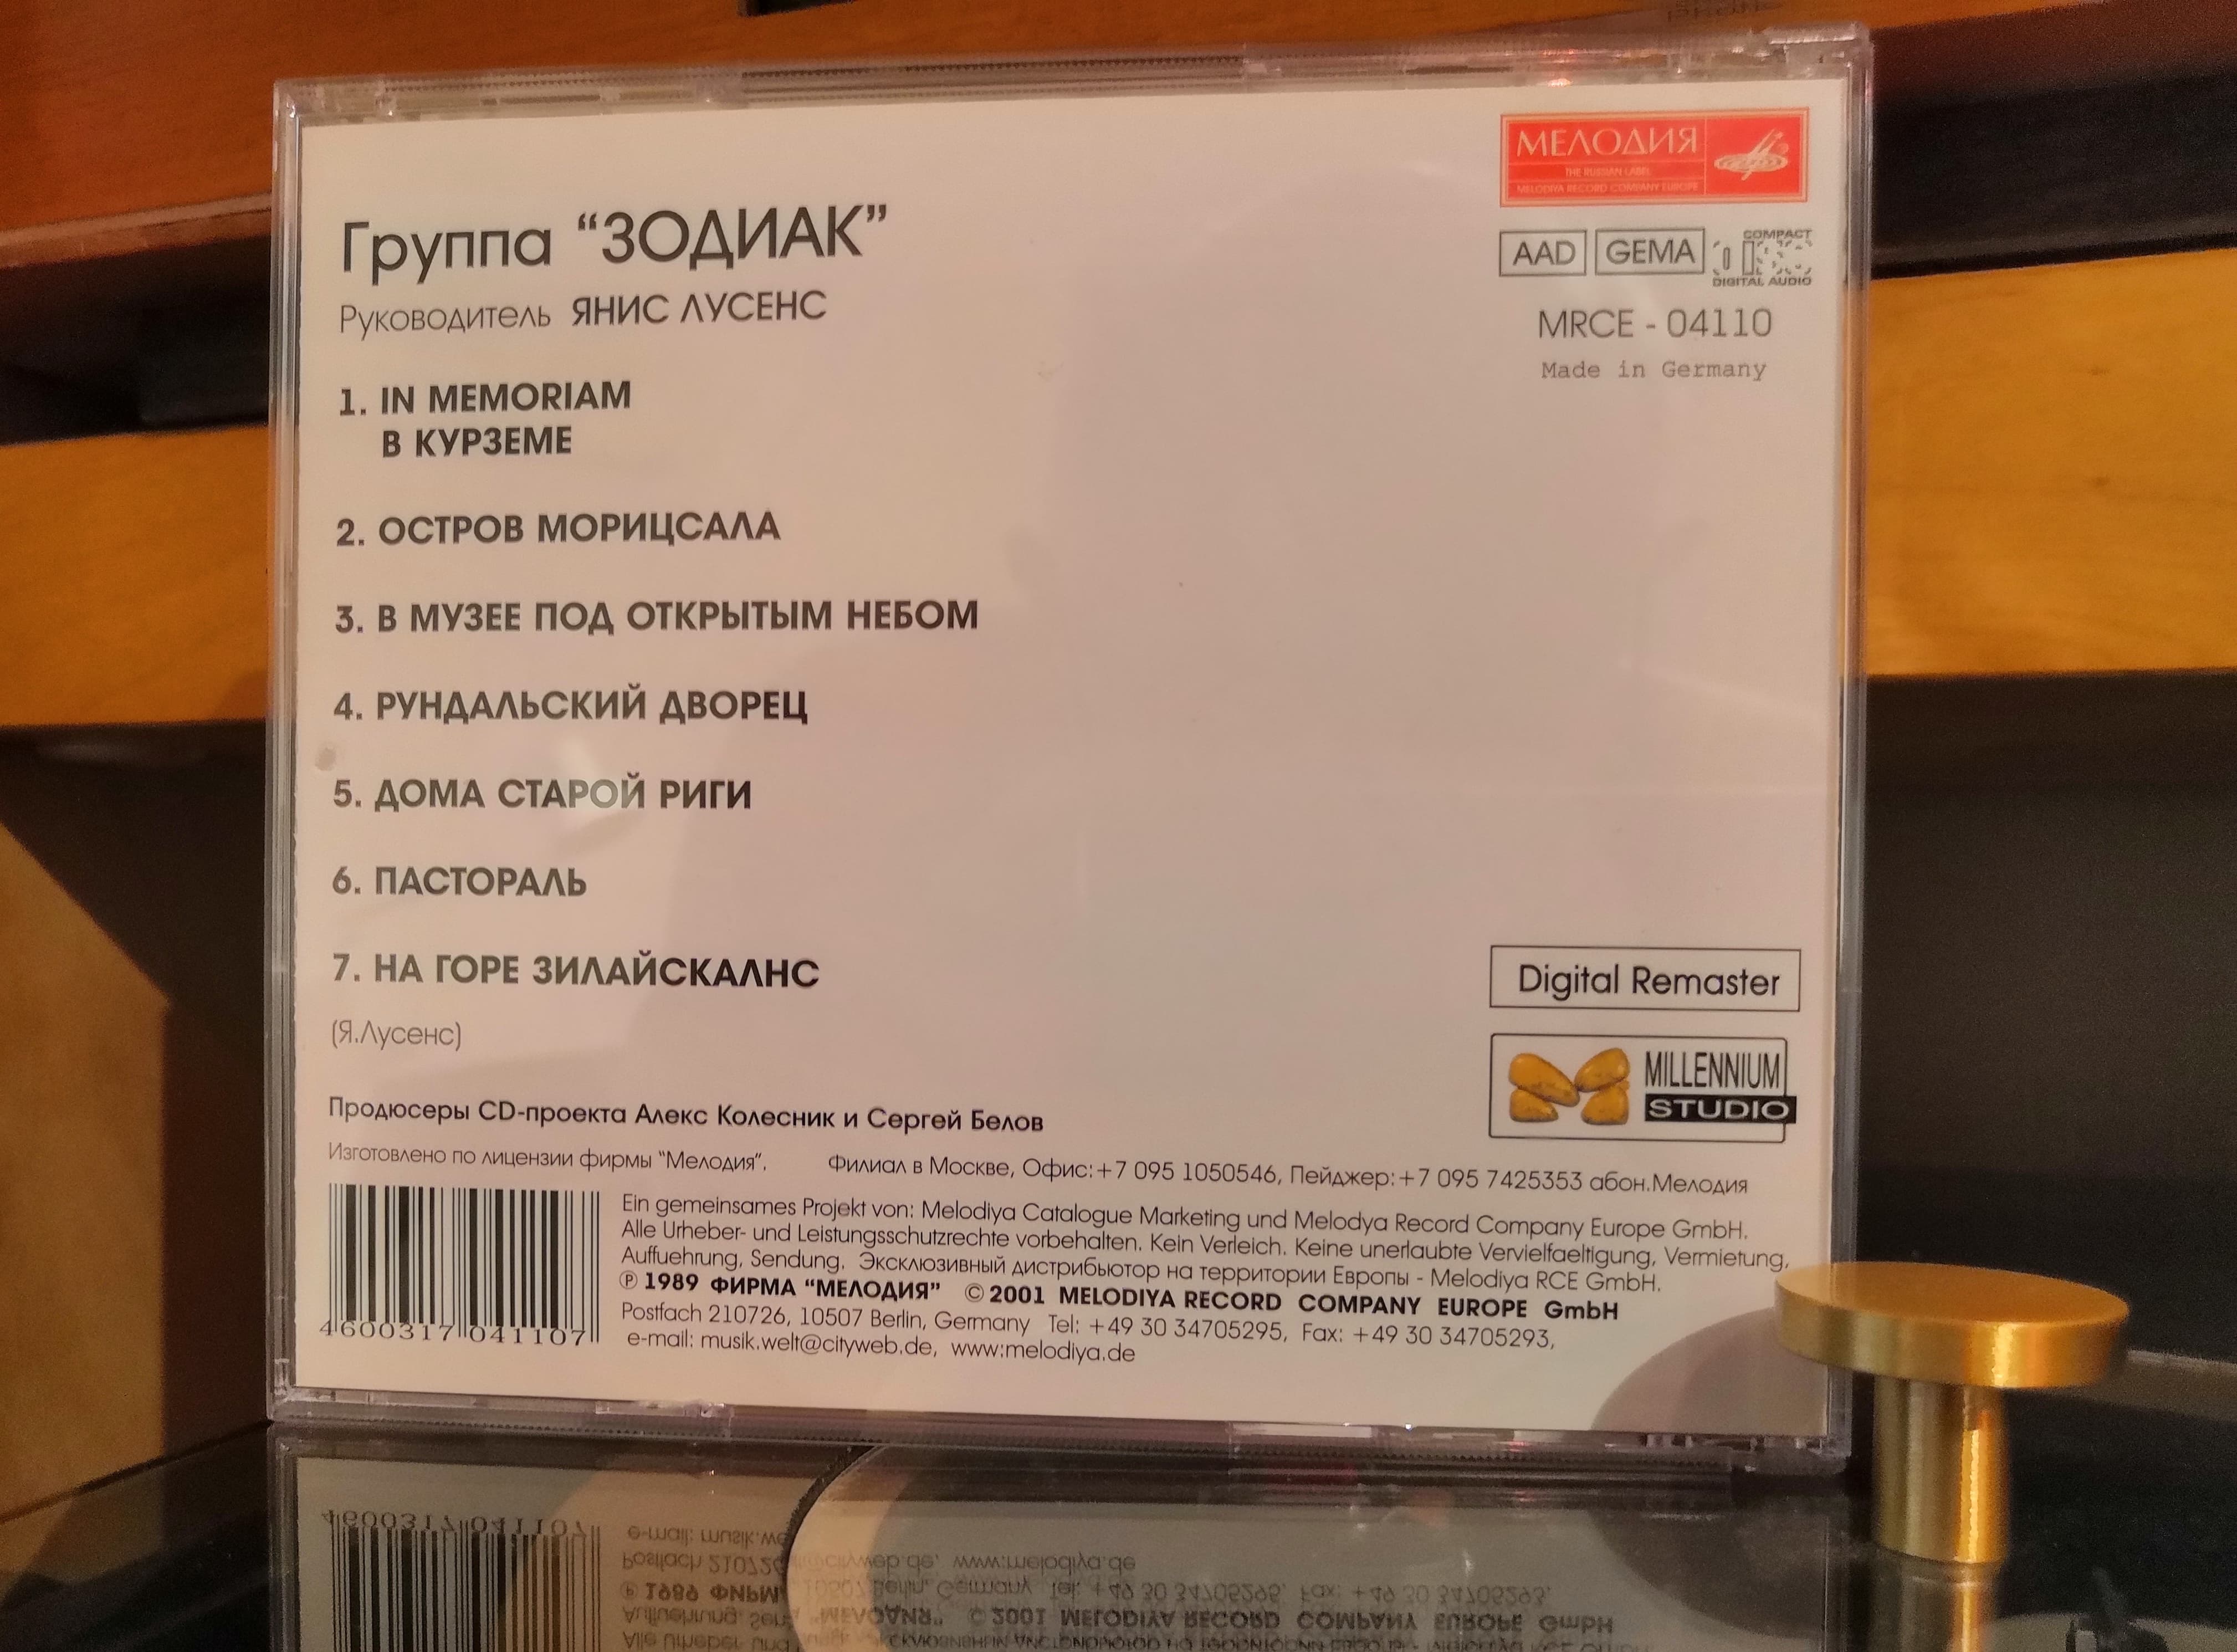 МЕЛОДИЯ
THE RUSSIAN LABEL
MELODIYA RECORD COMPANY EUROPE
Группа “ЗОДИАК”
AAD GEMA COMPACT
DIGITAL AUDIO
Руководитель ЯНИС ЛУСЕНС
MRCE - 04110
Made in Germany
1. IN MEMORIAM
В КУРЗЕМЕ
2. ОСТРОВ МОРИЦСАЛА
3. В МУЗЕЕ ПОД ОТКРЫТЫМ НЕБОМ
4. РУНДАЛЬСКИЙ ДВОРЕЦ
5. ДОМА СТАРОЙ РИГИ
6. ПАСТОРАЛЬ
7. НА ГОРЕ ЗИЛАЙСКАЛНС
(Я.Лусенс)
Digital Remaster
MILLENNIUM
STUDIO
Продюсеры CD-проекта Алекс Колесник и Сергей Белов
Изготовлено по лицензии фирмы “Мелодия”. Филиал в Москве, Офис:+7 095 1050546, Пейджер:+7 095 7425353 абон.Мелодия
Ein gemeinsames Projekt von: Melodiya Catalogue Marketing und Melodya Record Company Europe GmbH.
Alle Urheber- und Leistungsschutzrechte vorbehalten. Kein Verleich. Keine unerlaubte Vervielfaeltigung, Vermietung,
Auffuehrung, Sendung. Эксклюзивный дистрибьютор на территории Европы - Melodiya RCE GmbH.
Ⓟ 1989 ФИРМА “МЕЛОДИЯ” © 2001 MELODIYA RECORD COMPANY EUROPE GmbH
Postfach 210726, 10507 Berlin, Germany Tel: +49 30 34705295, Fax: +49 30 34705293,
e-mail: musik.welt@cityweb.de, www:melodiya.de
4 600317 041107